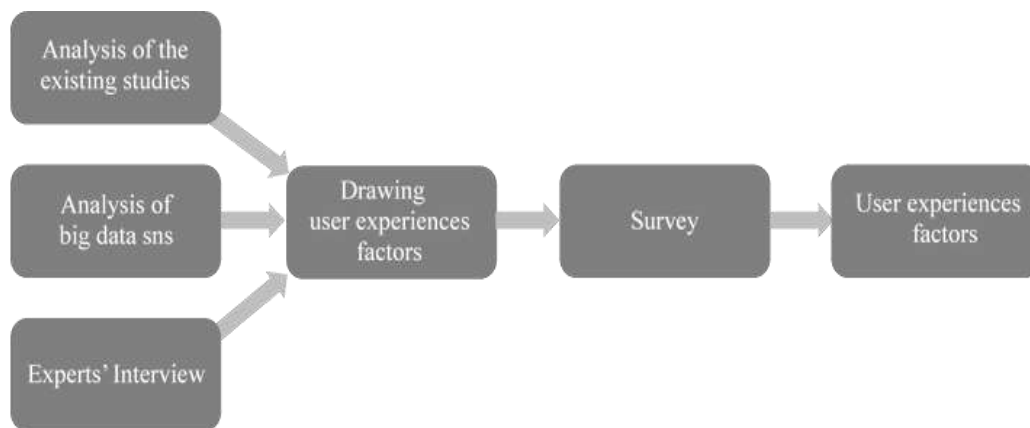 Analysis of the
existing studies
Analysis of
big data sns
Experts' Interview
Drawing
user experiences
factors
Survey
User experiences
factors